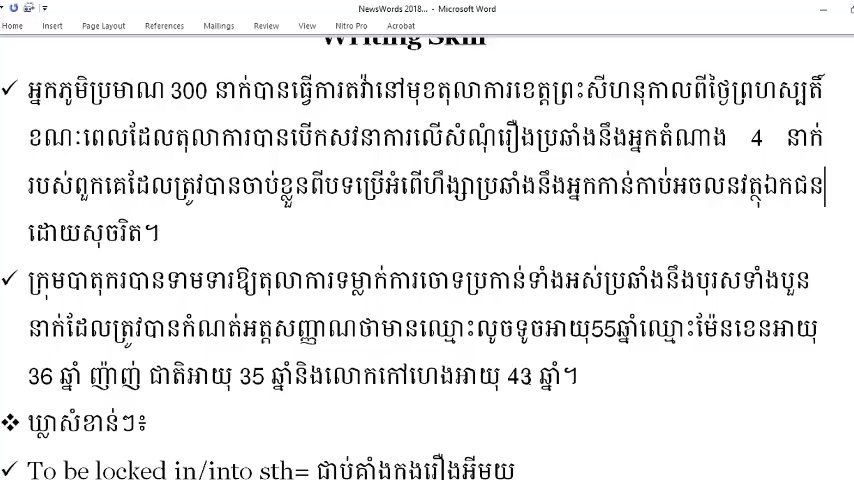 NewsWords 2018... - Microsoft Word
Home Insert Page Layout References Mailings Review View Nitro Pro Acrobat
Writing Skill
✓ អ្នកភូមិប្រមាណ 300 នាក់បានធ្វើការតវ៉ានៅមុខតុលាការខេត្តព្រះសីហនុកាលពីថ្ងៃព្រហស្បតិ៍
ខណៈពេលដែលតុលាការបានបើកសវនាការលើសំណុំរឿងប្រឆាំងនឹងអ្នកតំណាង 4 នាក់
របស់ពួកគេដែលត្រូវបានចាប់ខ្លួនពីបទប្រើអំពើហឹង្សាប្រឆាំងនឹងអ្នកកាន់កាប់អចលនវត្ថុឯកជន
ដោយសុចរិត។
✓ ក្រុមបាតុករបានទាមទារឱ្យតុលាការទម្លាក់ការចោទប្រកាន់ទាំងអស់ប្រឆាំងនឹងបុរសទាំងបួន
នាក់ដែលត្រូវបានកំណត់អត្តសញ្ញាណថាមានឈ្មោះលូចទូចអាយុ55ឆ្នាំឈ្មោះម៉ែនខេនអាយុ
36 ឆ្នាំ ញ៉ាញ់ ជាតិអាយុ 35 ឆ្នាំនិងលោកកៅហេងអាយុ 43 ឆ្នាំ។
❖ ឃ្លាសំខាន់ៗ៖
✓ To be locked in/into sth= ជាប់គាំងក្នុងរឿងអ្វីមួយ